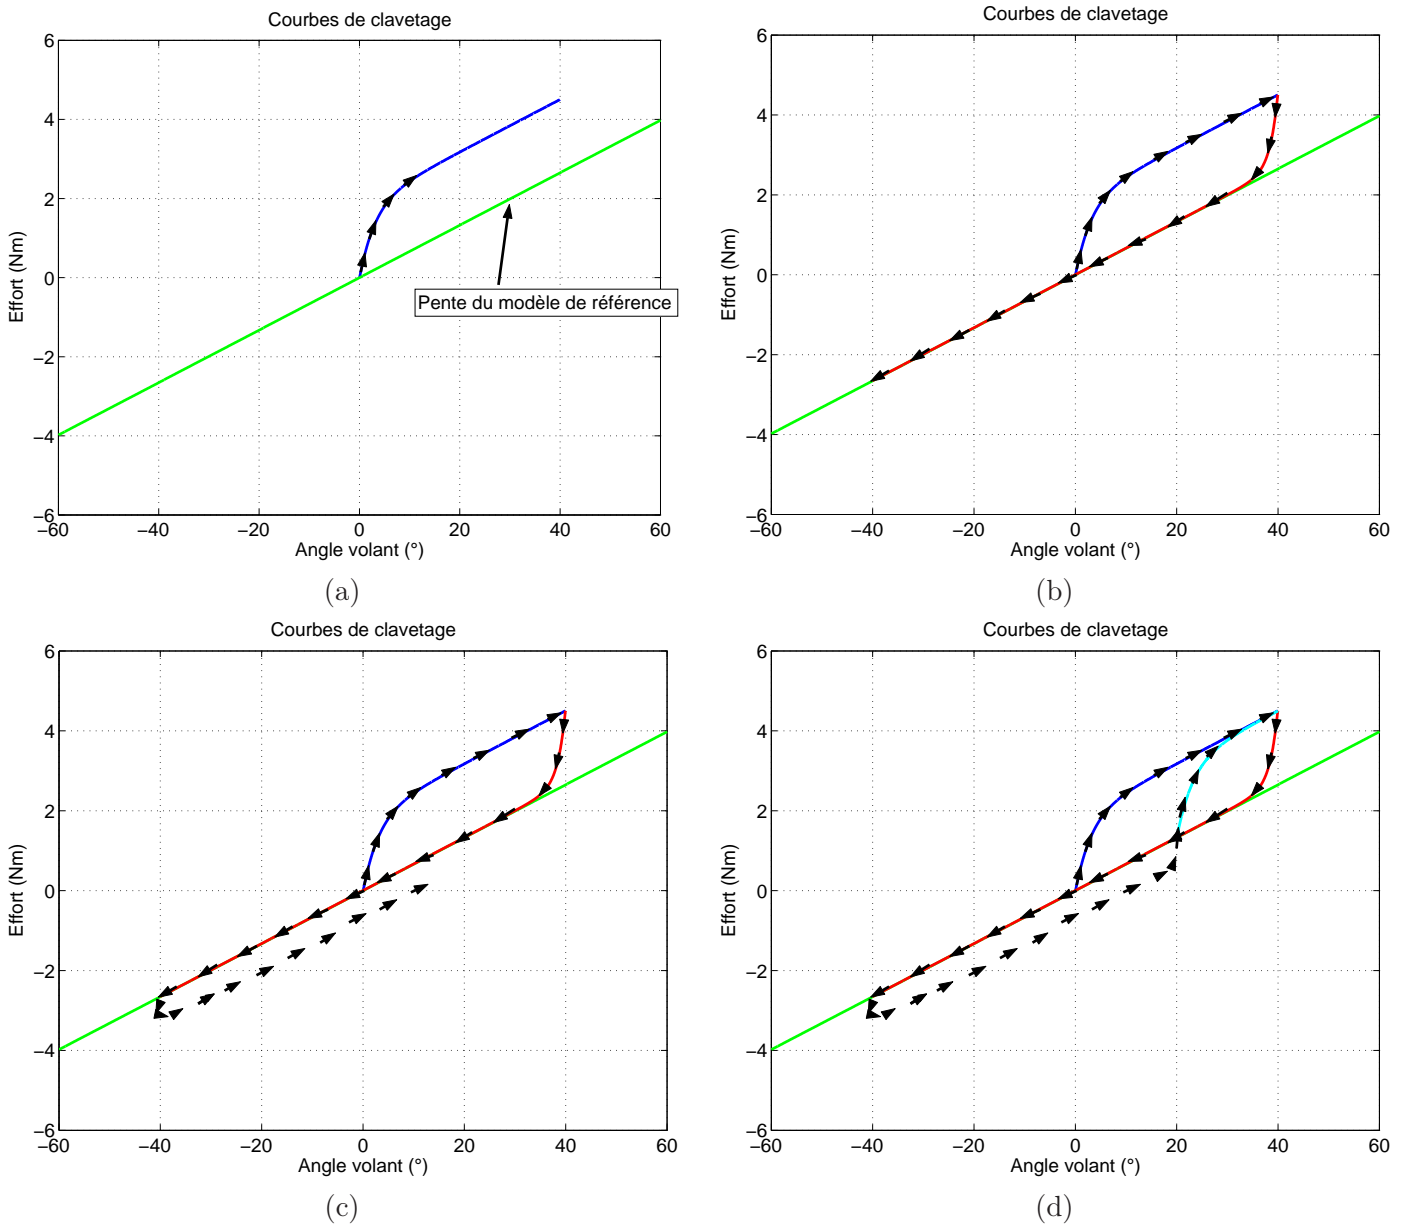 Courbes de clavetage
6
4
2
0
−2
−4
−6
Effort (Nm)
Pente du modèle de référence
−60 −40 −20 0 20 40 60
Angle volant (°)
(a)
Courbes de clavetage
6
4
2
0
−2
−4
−6
Effort (Nm)
−60 −40 −20 0 20 40 60
Angle volant (°)
(b)
Courbes de clavetage
6
4
2
0
−2
−4
−6
Effort (Nm)
−60 −40 −20 0 20 40 60
Angle volant (°)
(c)
Courbes de clavetage
6
4
2
0
−2
−4
−6
Effort (Nm)
−60 −40 −20 0 20 40 60
Angle volant (°)
(d)